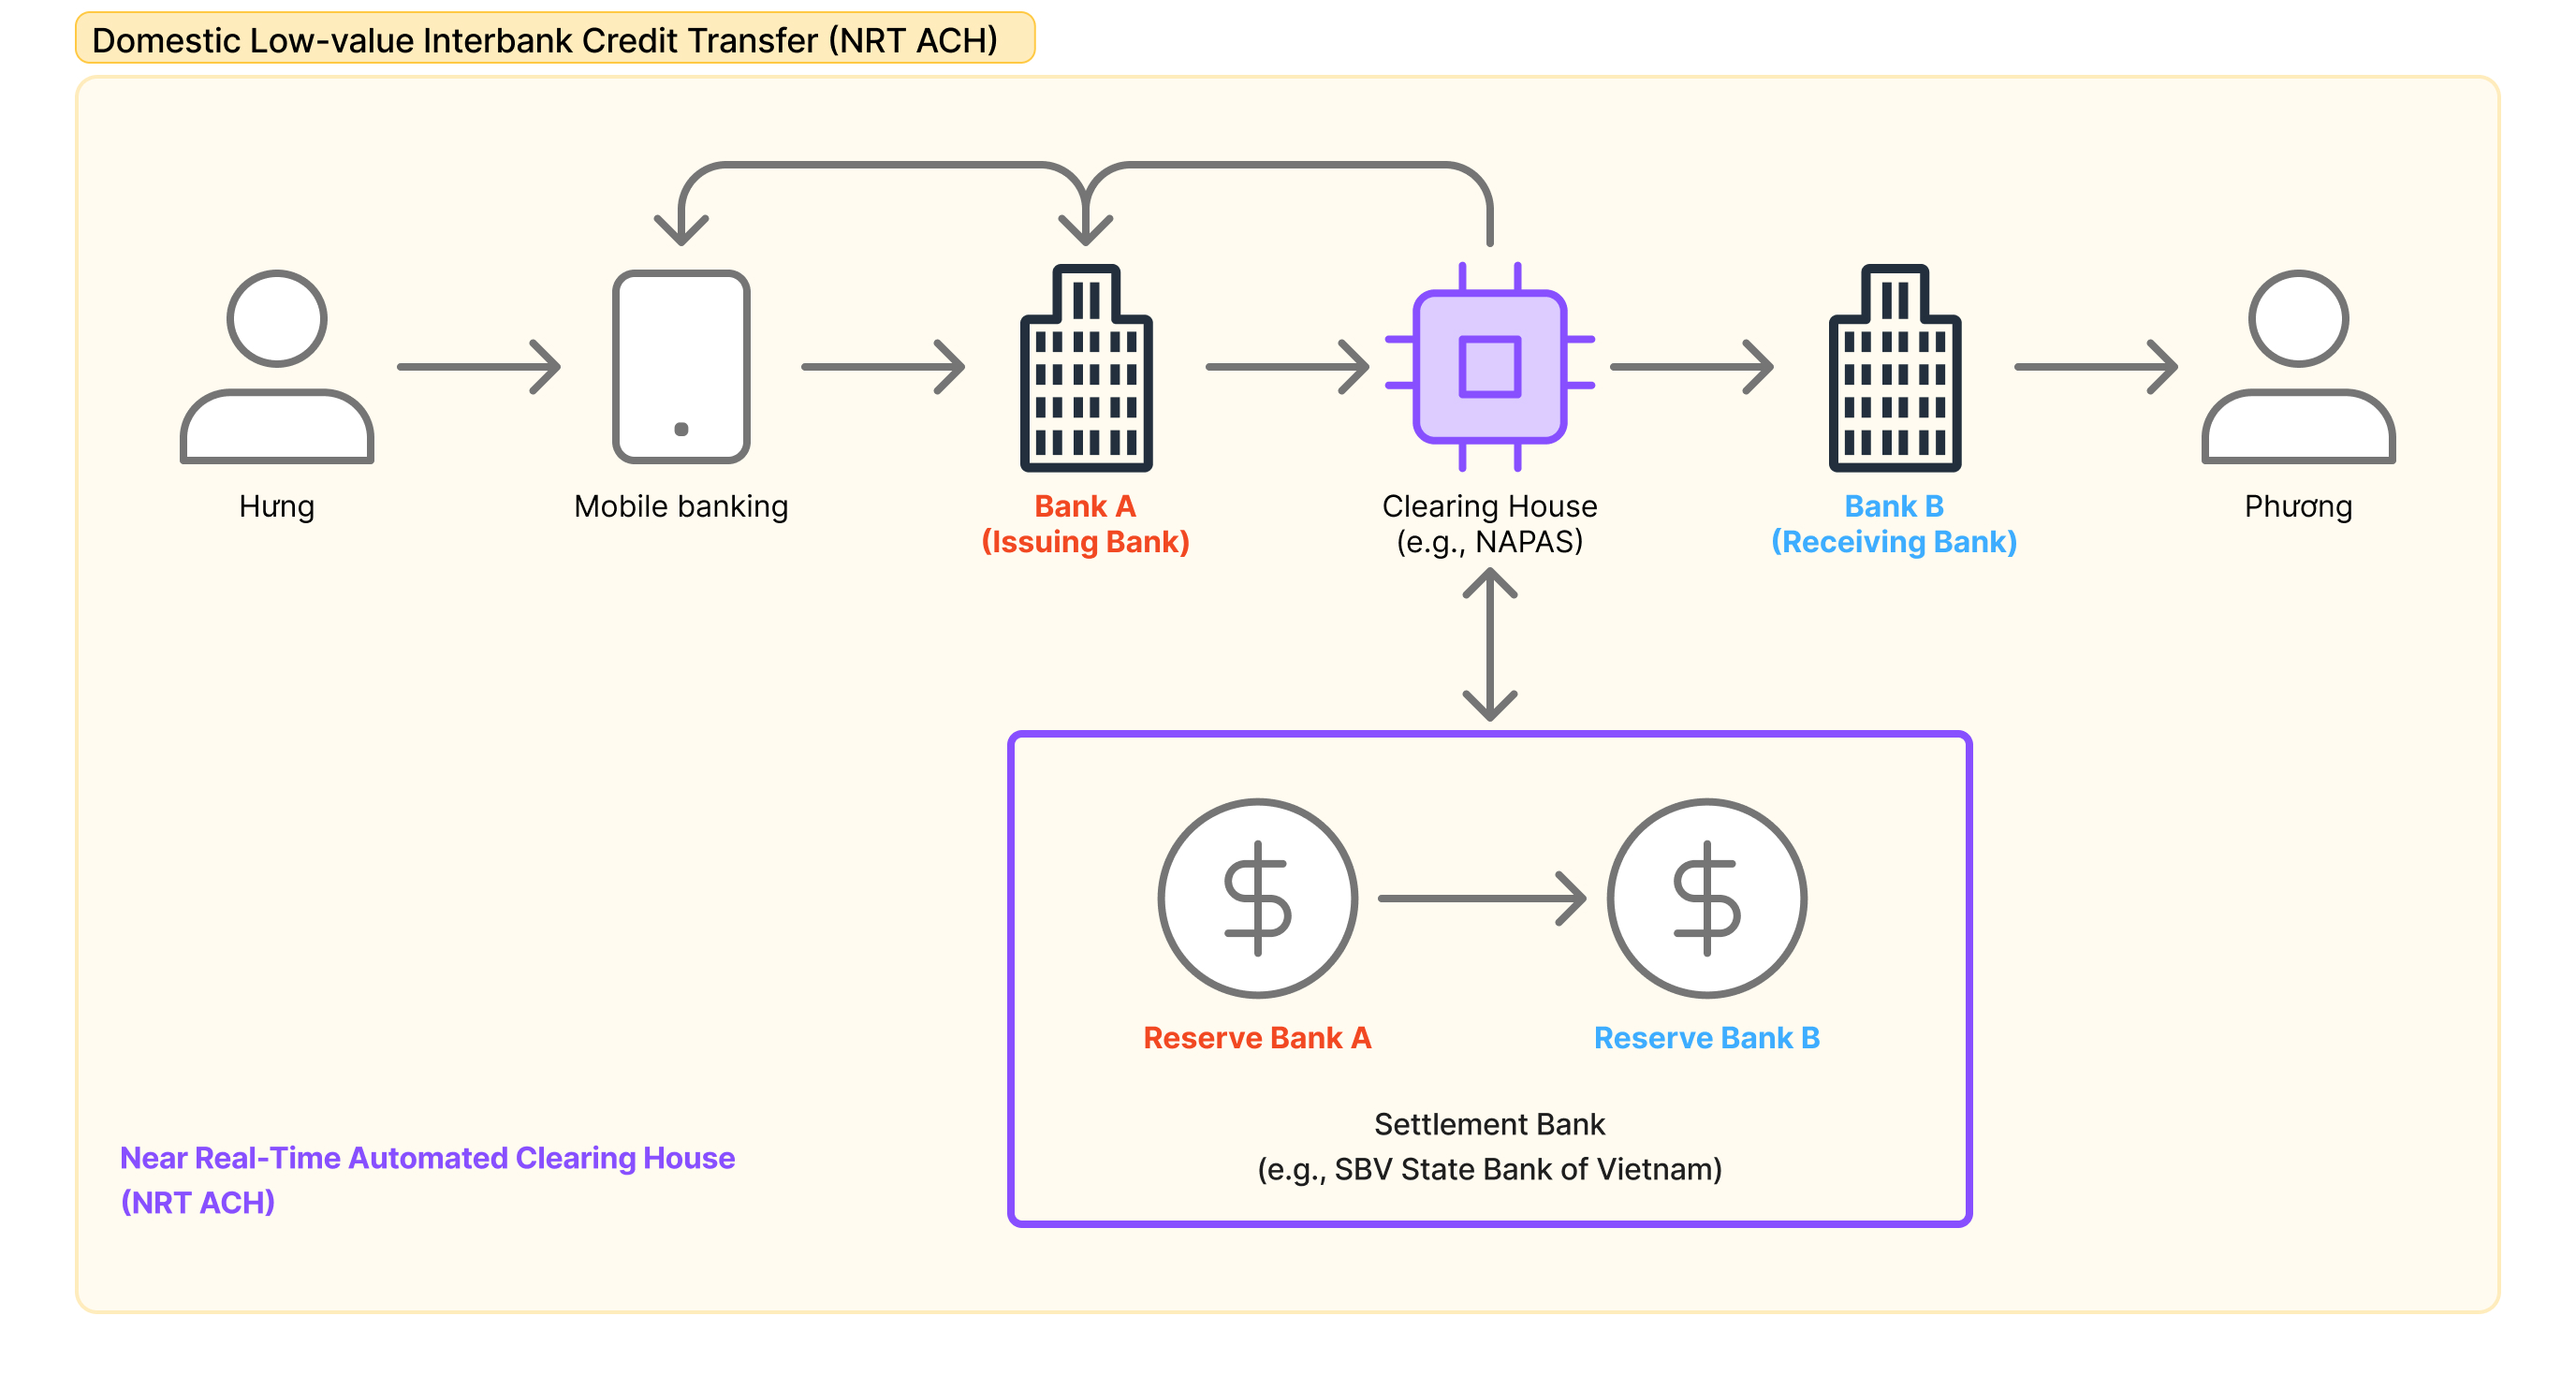 Domestic Low-value Interbank Credit Transfer (NRT ACH)
Hưng
Mobile banking
Bank A
(Issuing Bank)
Clearing House
(e.g., NAPAS)
Bank B
(Receiving Bank)
Phương
Reserve Bank A
Reserve Bank B
Settlement Bank
(e.g., SBV State Bank of Vietnam)
Near Real-Time Automated Clearing House
(NRT ACH)